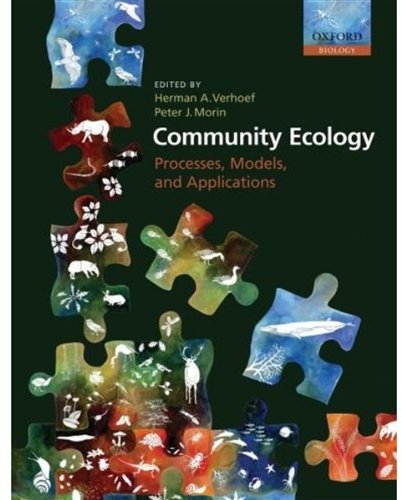 OXFORD
BIOLOGY
EDITED BY
Herman A. Verhoef
Peter J. Morin
Community Ecology
Processes, Models,
and Applications